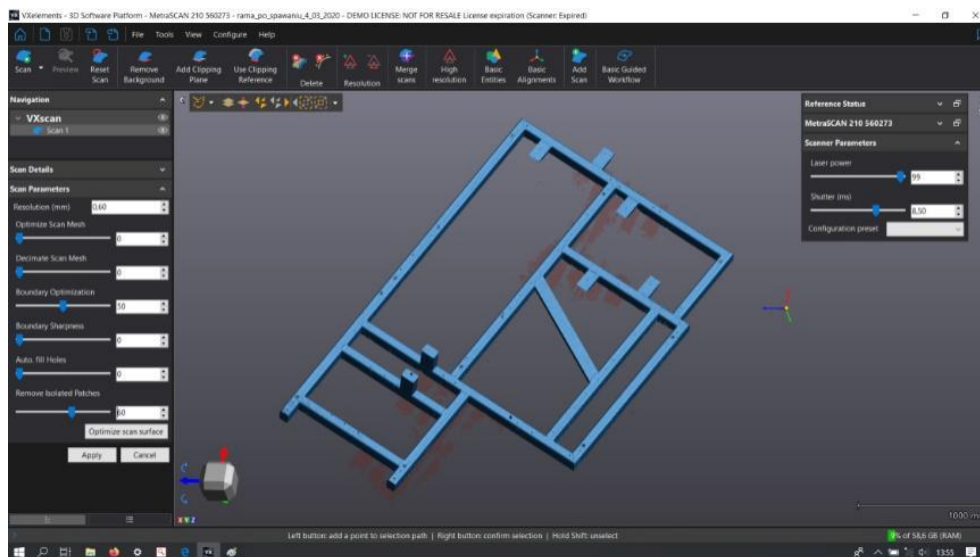 VXelements - 3D Software Platform - MetraSCAN 210 560273 - rama_po_spawaniu_4_03_2020 - DEMO LICENSE: NOT FOR RESALE License expiration (Scanner: Expired)
File Tools View Configure Help
Scan
Preview
Reset Scan
Remove Background
Add Clipping Plane
Use Clipping Reference
Delete
Resolution
Merge scans
High resolution
Basic Entities
Basic Alignments
Add Scan
Basic Guided Workflow
Navigation
VXscan
Scan 1
Scan Details
Scan Parameters
Resolution (mm) 0,60
Optimize Scan Mesh
0
Decimate Scan Mesh
0
Boundary Optimization
50
Boundary Sharpness
0
Auto. fill Holes
0
Remove Isolated Patches
60
Optimize scan surface
Apply Cancel
Reference Status
MetraSCAN 210 560273
Scanner Parameters
Laser power
99
Shutter (ms)
8,50
Configuration preset
X Y Z
1000 mm
Left button: add a point to selection path | Right button: confirm selection | Hold Shift: unselect
9% of 58,6 GB (RAM)
13:55